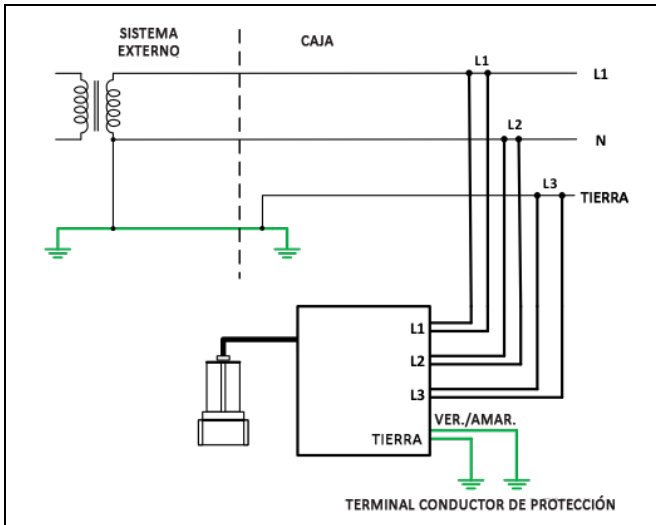 SISTEMA
EXTERNO
CAJA
L1
L1
L2
N
L3
TIERRA
L1
L2
L3
VER./AMAR.
TIERRA
TERMINAL CONDUCTOR DE PROTECCIÓN